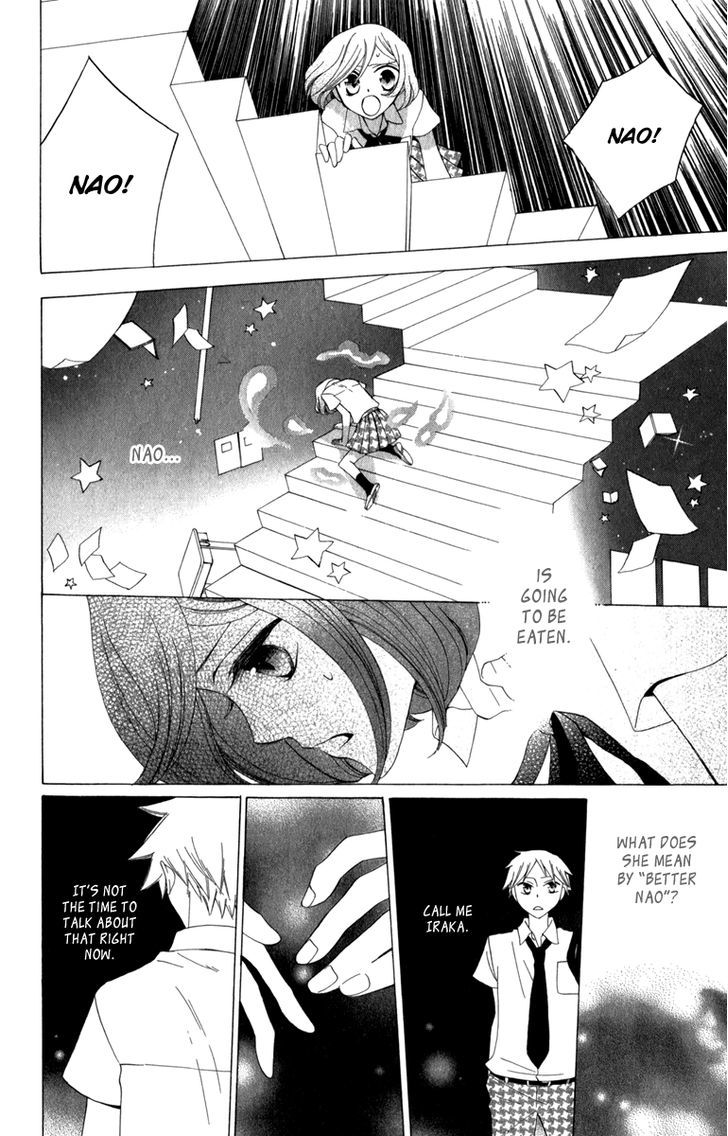 NAO!
NAO!
NAO...
IS
GOING
TO BE
EATEN.
WHAT DOES
SHE MEAN
BY "BETTER
NAO"?
CALL ME
IRAKA.
IT'S NOT
THE TIME TO
TALK ABOUT
THAT RIGHT
NOW.